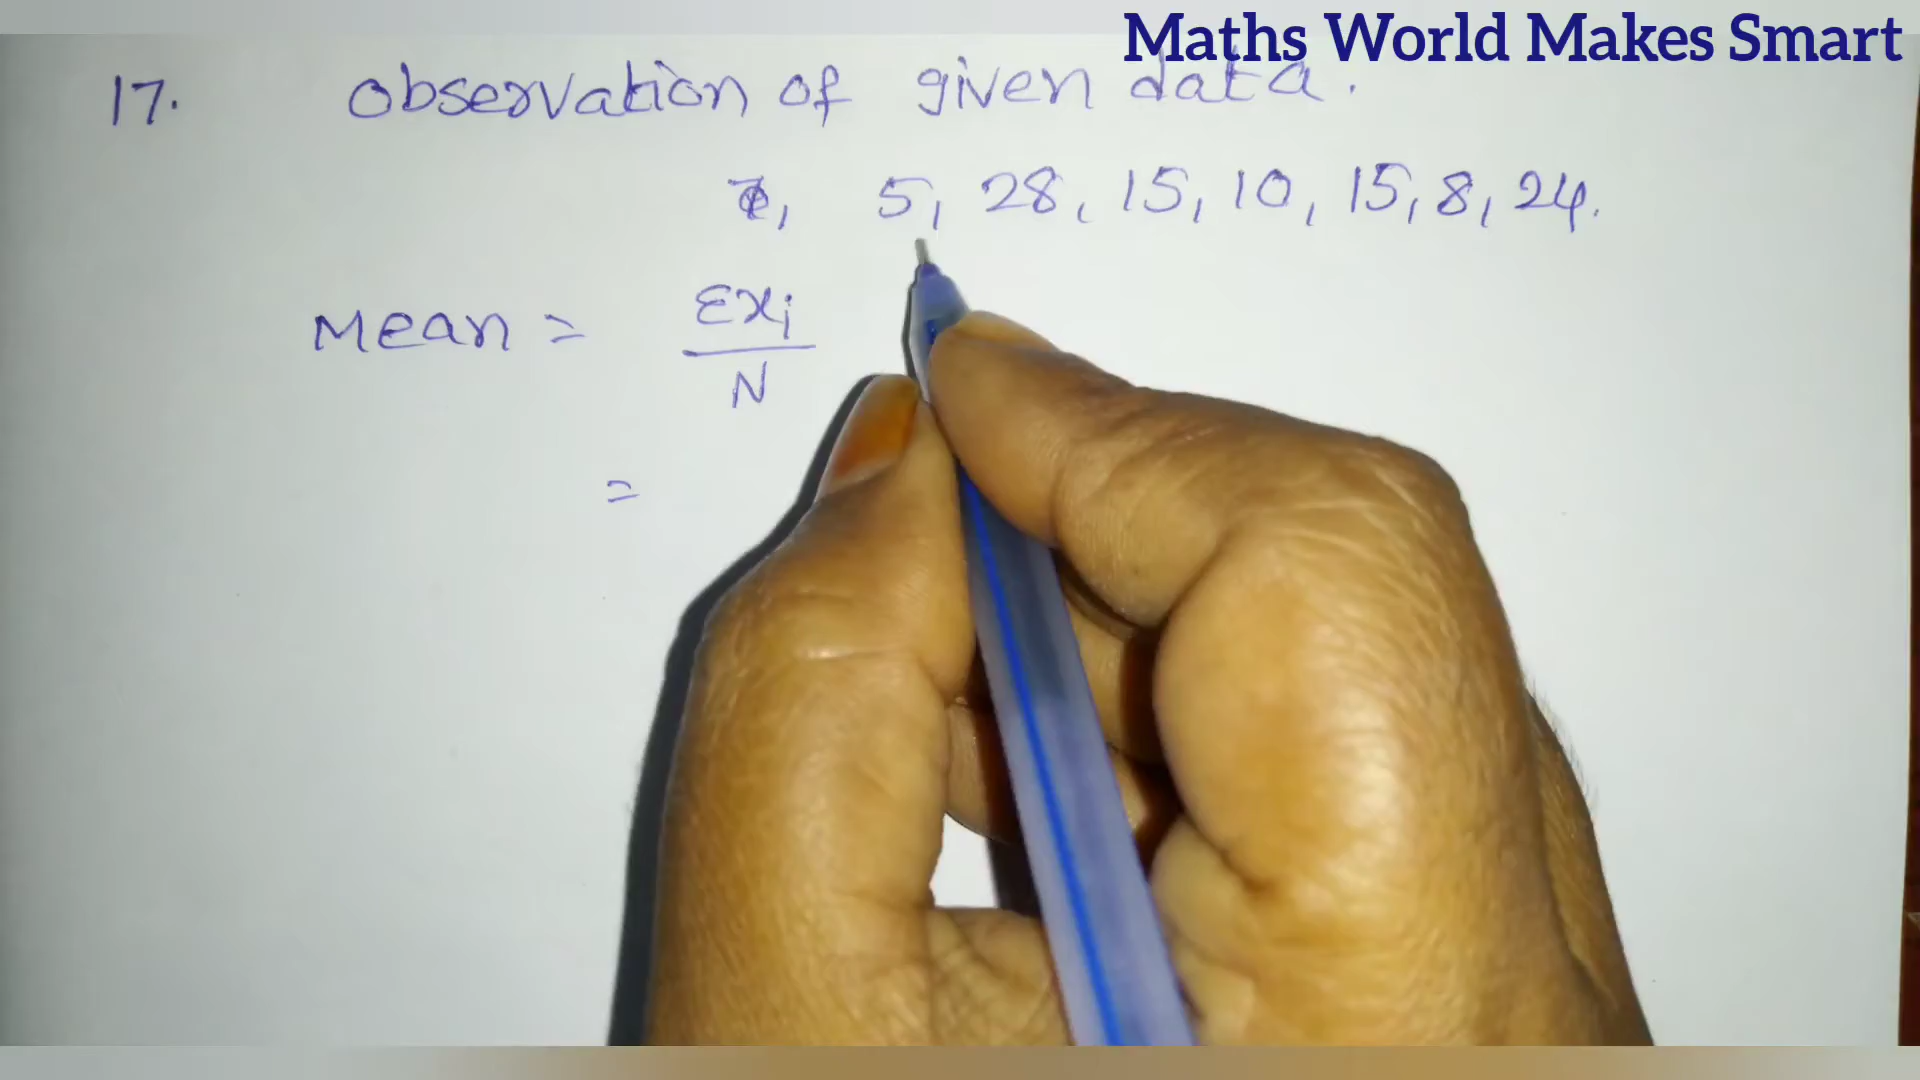 Maths World Makes Smart
17. Observation of given data.
5, 28, 15, 10, 15, 8, 24.
Mean = Σxi
N
=